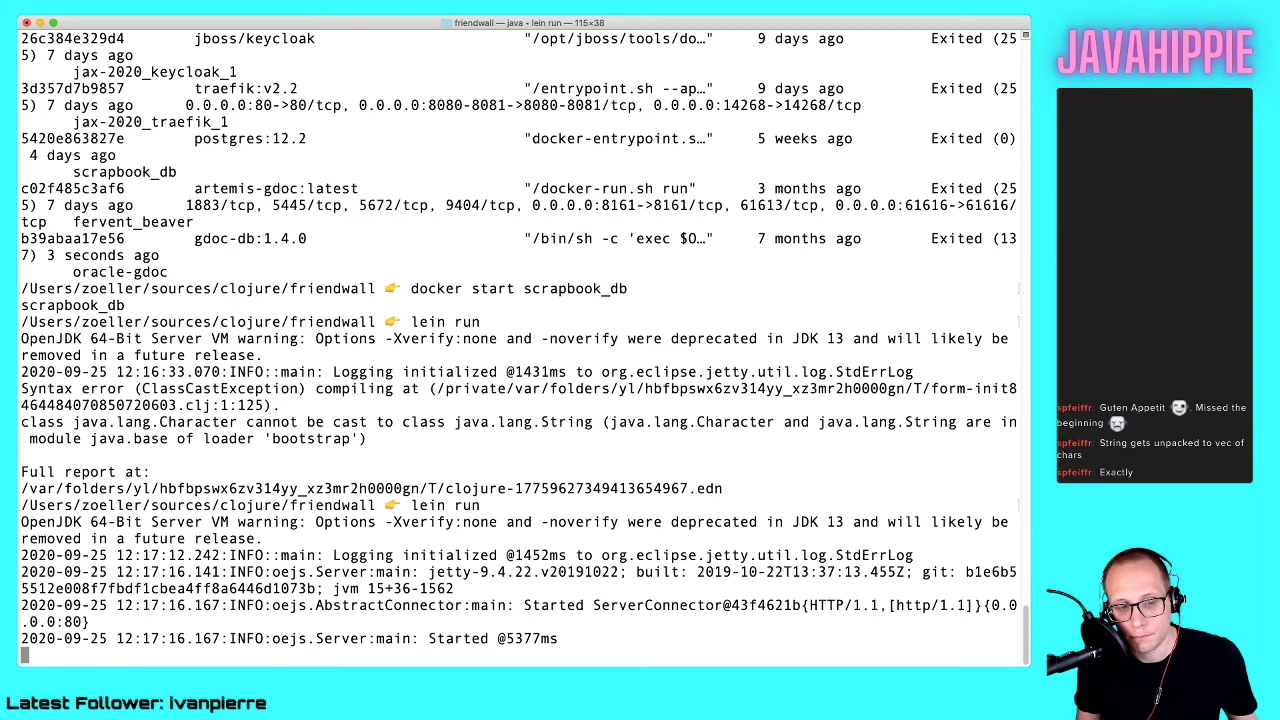 friendwall — java • lein run — 115×38
26c384e329d4 jboss/keycloak "/opt/jboss/tools/do…" 9 days ago Exited (25
5) 7 days ago
jax-2020_keycloak_1
3d357d7b9857 traefik:v2.2 "/entrypoint.sh --ap…" 9 days ago Exited (25
5) 7 days ago 0.0.0.0:80->80/tcp, 0.0.0.0:8080-8081->8080-8081/tcp, 0.0.0.0:14268->14268/tcp
jax-2020_traefik_1
5420e863827e postgres:12.2 "docker-entrypoint.s…" 5 weeks ago Exited (0)
4 days ago
scrapbook_db
c02f485c3af6 artemis-gdoc:latest "/docker-run.sh run" 3 months ago Exited (25
5) 7 days ago 1883/tcp, 5445/tcp, 5672/tcp, 9404/tcp, 0.0.0.0:8161->8161/tcp, 61613/tcp, 0.0.0.0:61616->61616/
tcp fervent_beaver
b39abaa17e56 gdoc-db:1.4.0 "/bin/sh -c 'exec $O…" 7 months ago Exited (13
7) 3 seconds ago
oracle-gdoc
/Users/zoeller/sources/clojure/friendwall 👉 docker start scrapbook_db
scrapbook_db
/Users/zoeller/sources/clojure/friendwall 👉 lein run
OpenJDK 64-Bit Server VM warning: Options -Xverify:none and -noverify were deprecated in JDK 13 and will likely be
removed in a future release.
2020-09-25 12:16:33.070:INFO::main: Logging initialized @1431ms to org.eclipse.jetty.util.log.StdErrLog
Syntax error (ClassCastException) compiling at (/private/var/folders/yl/hbfbpswx6zv314yy_xz3mr2h0000gn/T/form-init8
464484070850720603.clj:1:125).
class java.lang.Character cannot be cast to class java.lang.String (java.lang.Character and java.lang.String are in
module java.base of loader 'bootstrap')
Full report at:
/var/folders/yl/hbfbpswx6zv314yy_xz3mr2h0000gn/T/clojure-17759627349413654967.edn
/Users/zoeller/sources/clojure/friendwall 👉 lein run
OpenJDK 64-Bit Server VM warning: Options -Xverify:none and -noverify were deprecated in JDK 13 and will likely be
removed in a future release.
2020-09-25 12:17:12.242:INFO::main: Logging initialized @1452ms to org.eclipse.jetty.util.log.StdErrLog
2020-09-25 12:17:16.141:INFO:oejs.Server:main: jetty-9.4.22.v20191022; built: 2019-10-22T13:37:13.455Z; git: b1e6b5
5512e008f7fbdf1cbea4ff8a6446d1073b; jvm 15+36-1562
2020-09-25 12:17:16.167:INFO:oejs.AbstractConnector:main: Started ServerConnector@43f4621b{HTTP/1.1,[http/1.1]}{0.0
.0.0:80}
2020-09-25 12:17:16.167:INFO:oejs.Server:main: Started @5377ms
JAVAHIPPIE
spfeiffr: Guten Appetit . Missed the
beginning
spfeiffr: String gets unpacked to vec of
chars
spfeiffr: Exactly
Latest Follower: ivanpierre